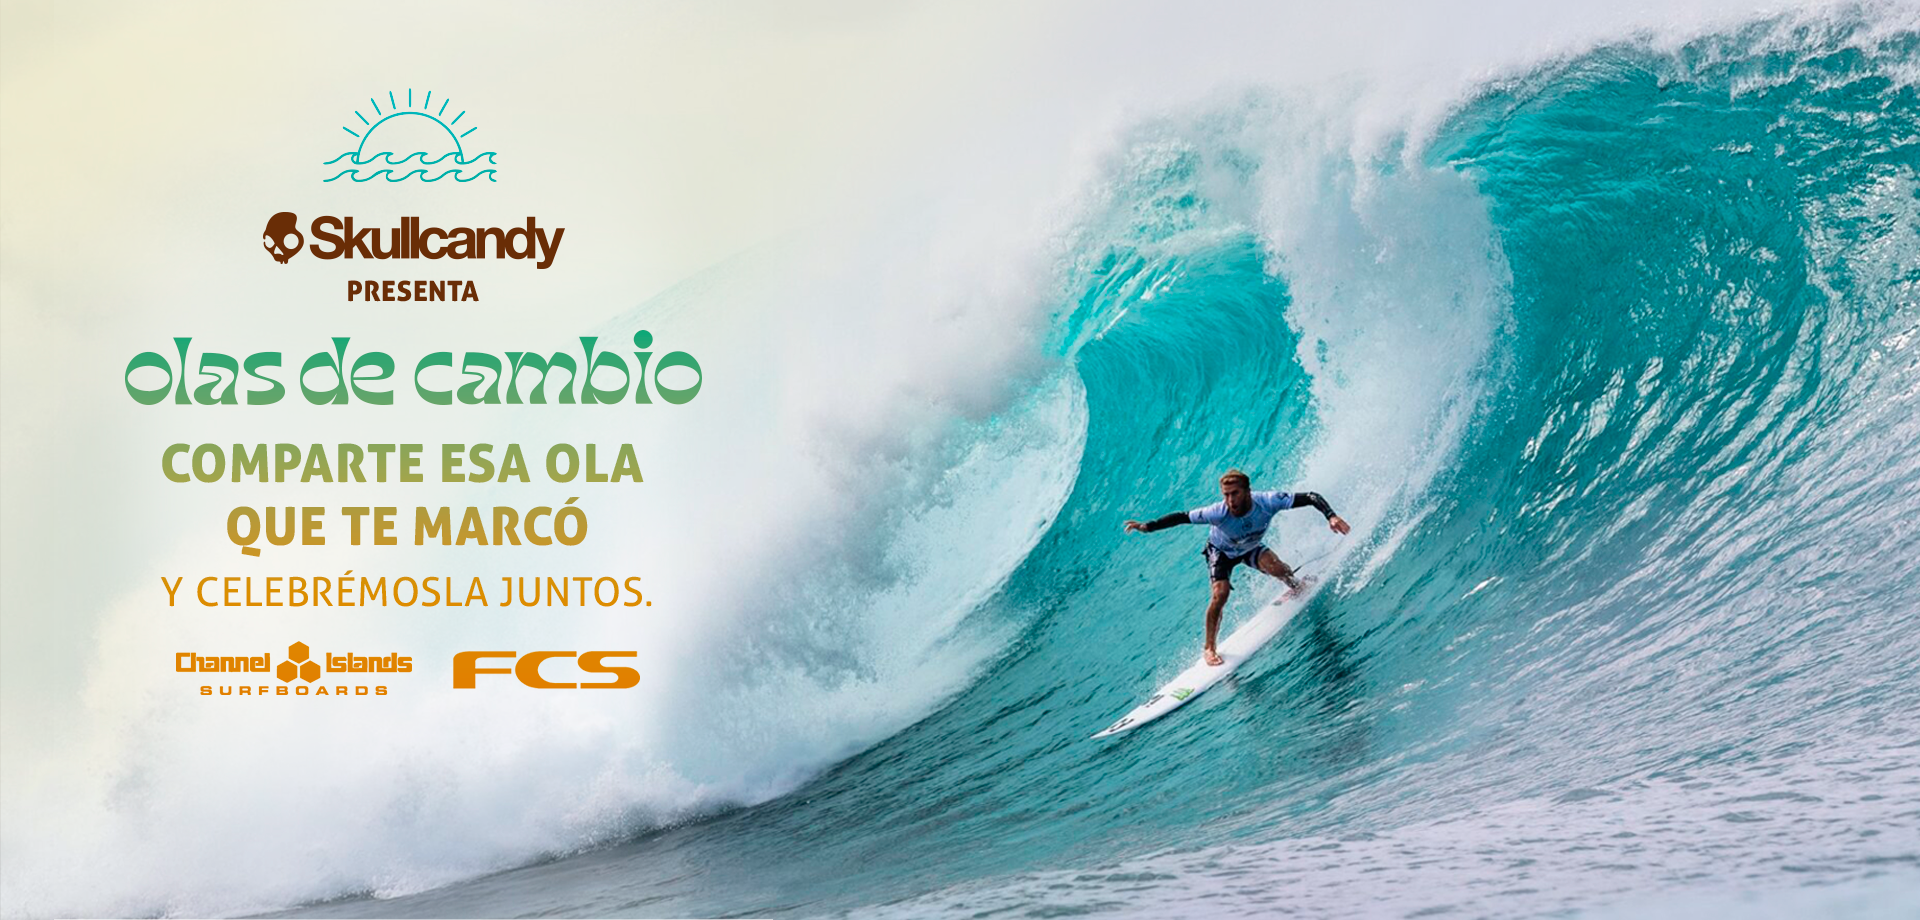 Skullcandy
PRESENTA
olas de cambio
COMPARTE ESA OLA
QUE TE MARCÓ
Y CELEBRÉMOSLA JUNTOS.
Channel Islands
SURFBOARDS
FCS